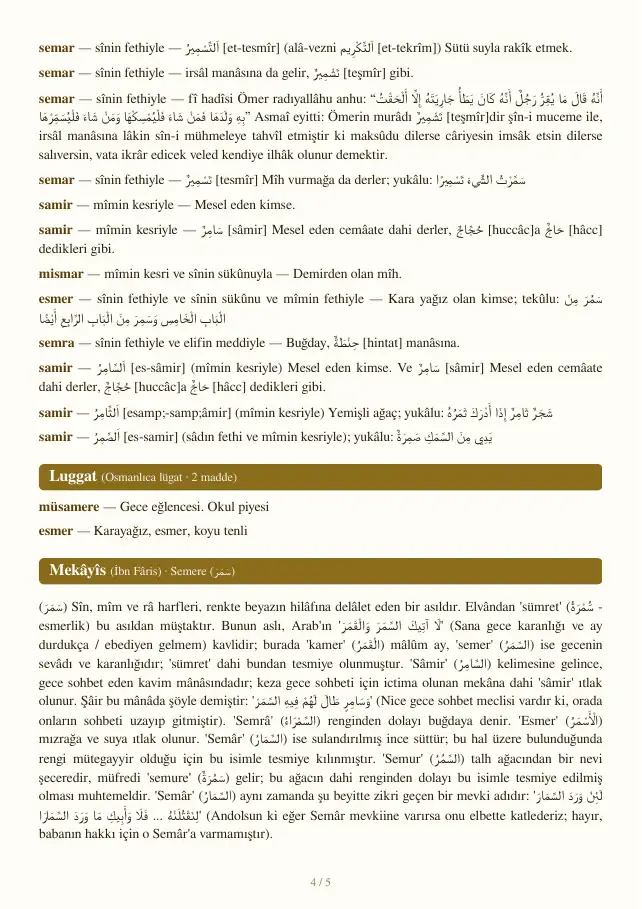 semar — sînin fethiyle — اَلتَّسْمِيرُ [et-tesmîr] (alâ-vezni اَلتَّكْرِيم [et-tekrîm]) Sütü suyla rakîk etmek.
semar — sînin fethiyle — irsâl manâsına da gelir, تَشْمِيرٌ [teşmîr] gibi.
semar — sînin fethiyle — fî hadîsi Ömer radıyallâhu anhu: “أَنَّهُ قَالَ مَا يُقِرُّ رَجُلٌ أَنَّهُ كَانَ يَطَأُ جَارِيَتَهُ إِلَّا أَلْحَقْتُ
بِهِ وَلَدَهَا فَمَنْ شَاءَ فَلْيُمْسِكْهَا وَمَنْ شَاءَ فَلْيُسَمِّرْهَا” Asmaî eyitti: Ömerin murâdı تَشْمِيرٌ [teşmîr]dir şîn-i muceme ile,
irsâl manâsına lâkin sîn-i mühmeleye tahvîl etmiştir ki maksûdu dilerse câriyesin imsâk etsin dilerse
salıversin, vata ikrâr edicek veled kendiye ilhâk olunur demektir.
semar — sînin fethiyle — تَسْمِيرٌ [tesmîr] Mîh vurmağa da derler; yukâlu: سَمَّرْتُ الشَّيْءَ تَسْمِيرًا
samir — mîmin kesriyle — Mesel eden kimse.
samir — mîmin kesriyle — سَامِرٌ [sâmir] Mesel eden cemâate dahi derler, حُجَّاجٌ [huccâc]a حَاجٌّ [hâcc]
dedikleri gibi.
mismar — mîmin kesri ve sînin sükûnuyla — Demirden olan mîh.
esmer — sînin fethiyle ve sînin sükûnu ve mîmin fethiyle — Kara yağız olan kimse; tekûlu: سَمُرَ مِنَ
الْبَابِ الْخَامِسِ وَسَمِرَ مِنَ الْبَابِ الرَّابِعِ أَيْضًا
semra — sînin fethiyle ve elifin meddiyle — Buğday, حِنْطَةٌ [hintat] manâsına.
samir — اَلسَّامِرُ [es-sâmir] (mîmin kesriyle) Mesel eden kimse. Ve سَامِرٌ [sâmir] Mesel eden cemâate
dahi derler, حُجَّاجٌ [huccâc]a حَاجٌّ [hâcc] dedikleri gibi.
samir — اَلثَّامِرُ [esamp;-samp;âmir] (mîmin kesriyle) Yemişli ağaç; yukâlu: شَجَرٌ ثَامِرٌ إِذَا أَدْرَكَ ثَمَرُهُ
samir — اَلصَّمِرُ [es-samir] (sâdın fethi ve mîmin kesriyle); yukâlu: يَدِي مِنَ السَّمَكِ صَمِرَةٌ
Luggat (Osmanlıca lügat · 2 madde)
müsamere — Gece eğlencesi. Okul piyesi
esmer — Karayağız, esmer, koyu tenli
Mekâyîs (İbn Fâris) · Semere (سَمَرَ)
(سَمَرَ) Sîn, mîm ve râ harfleri, renkte beyazın hilâfına delâlet eden bir asıldır. Elvândan 'sümret' (سُّمْرَةُ -
esmerlik) bu asıldan müştaktır. Bunun aslı, Arab'ın 'لَا آتِيكَ السَّمَرَ وَالْقَمَرَ' (Sana gece karanlığı ve ay
durdukça / ebediyen gelmem) kavlidir; burada 'kamer' (الْقَمَرُ) mâlûm ay, 'semer' (السَّمَرُ) ise gecenin
sevâdı ve karanlığıdır; 'sümret' dahi bundan tesmiye olunmuştur. 'Sâmir' (السَّامِرُ) kelimesine gelince,
gece sohbet eden kavim mânâsındadır; keza gece sohbeti için ictima olunan mekâna dahi 'sâmir' ıtlak
olunur. Şâir bu mânâda şöyle demiştir: 'وَسَامِرٍ طَالَ لَهُمْ فِيهِ السَّمَرُ' (Nice gece sohbet meclisi vardır ki, orada
onların sohbeti uzayıp gitmiştir). 'Semrâ' (السَّمْرَاءُ) renginden dolayı buğdaya denir. 'Esmer' (الْأَسْمَرُ)
mızrağa ve suya ıtlak olunur. 'Semâr' (السَّمَارُ) ise sulandırılmış ince süttür; bu hal üzere bulunduğunda
rengi mütegayyir olduğu için bu isimle tesmiye kılınmıştır. 'Semur' (السَّمُرُ) talh ağacından bir nevi
şeceredir, müfredi 'semure' (سَمُرَةٌ) gelir; bu ağacın dahi renginden dolayı bu isimle tesmiye edilmiş
olması muhtemeldir. 'Semâr' (السَّمَارُ) aynı zamanda şu beyitte zikri geçen bir mevki adıdır: 'لَئِنْ وَرَدَ السَّمَارَ
لَنَقْتُلَنْهُ ... فَلَا وَأَبِيكِ مَا وَرَدَ السَّمَارَا' (Andolsun ki eğer Semâr mevkiine varırsa onu elbette katlederiz; hayır,
babanın hakkı için o Semâr'a varmamıştır).
4 / 5